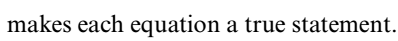 makes each equation a true statement.